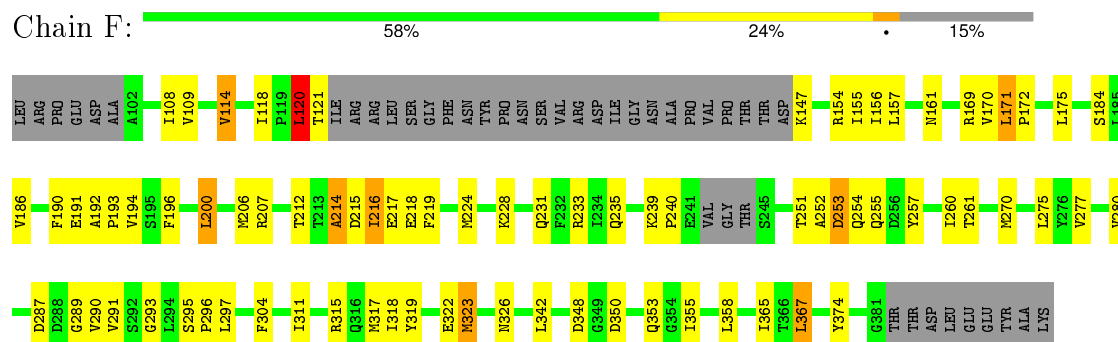 Chain F:
58% 24% • 15%
LEU ARG PRO GLU ASP ALA A102 I108 V109 V114 I118 P119 L120 T121 ILE ARG ARG LEU SER GLY PHE ASN TYR PRO ASN SER VAL ARG ASP ILE GLY ASN ALA PRO VAL PRO THR THR ASP K147 R154 I155 I156 L157 N161 R169 V170 L171 P172 L175 S184 L185
V186 F190 E191 A192 P193 V194 S195 F196 L200 M206 R207 T212 T213 A214 D215 I216 E217 E218 F219 M224 K228 Q231 F232 R233 I234 Q235 K239 P240 E241 VAL GLY THR S245 T251 A252 D253 Q254 Q255 D256 Y257 I260 T261 M270 L275 Y276 V277
D287 D288 G289 V290 V291 S292 G293 L294 S295 P296 L297 F304 I311 R315 Q316 M317 I318 Y319 E322 M323 N326 L342 D348 G349 D350 Q353 G354 I355 L358 I365 T366 L367 Y374 G381 THR THR ASP LEU GLU GLU TYR ALA LYS